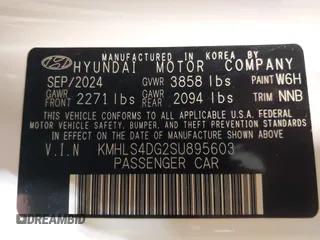 MANUFACTURED IN KOREA BY
HYUNDAI MOTOR COMPANY
SEP/2024 GVWR 3858 lbs PAINT W6H
GAWR FRONT 2271 lbs GAWR REAR 2094 lbs TRIM NNB
THIS VEHICLE CONFORMS TO ALL APPLICABLE
U.S. FEDERAL MOTOR VEHICLE SAFETY, BUMPER,
AND THEFT PREVENTION STANDARDS IN EFFECT ON
THE DATE OF MANUFACTURE SHOWN ABOVE.
V.I.N KMHLS4DG2SU895603
PASSENGER CAR
DREAMBID